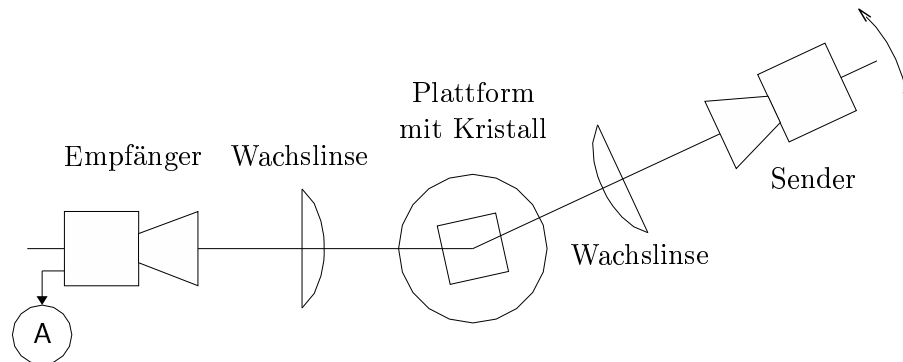 Plattform
mit Kristall
Empfänger
Wachslinse
Sender
Wachslinse
A